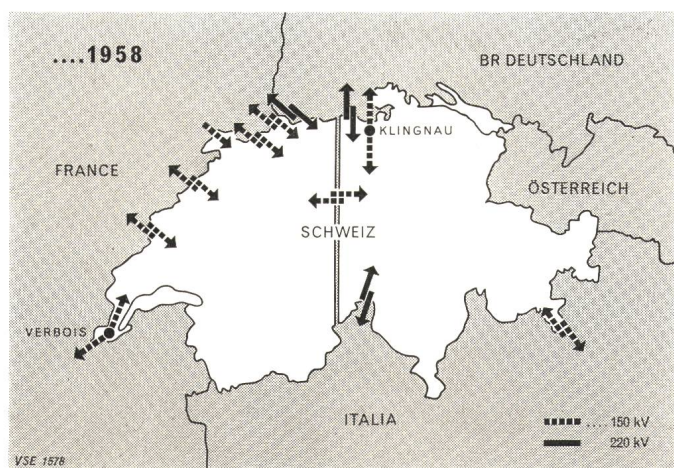 ....1958
BR DEUTSCHLAND
KLINGNAU
FRANCE
ÖSTERREICH
SCHWEIZ
VERBOIS
ITALIA
.... 150 kV
220 kV
VSE 1578